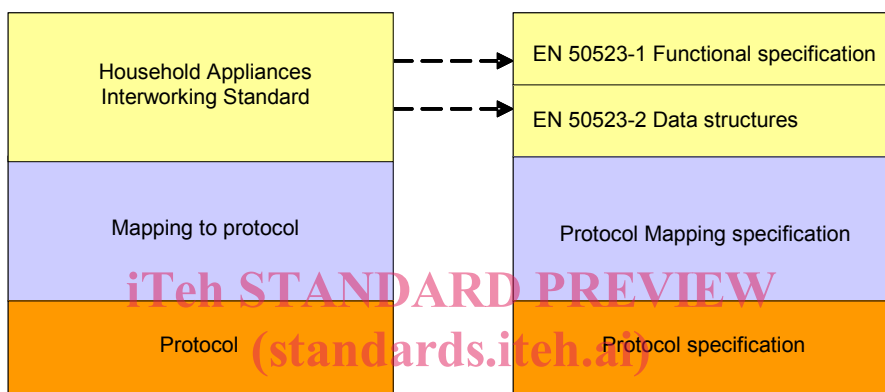 Household Appliances
Interworking Standard
EN 50523-1 Functional specification
EN 50523-2 Data structures
Mapping to protocol
Protocol Mapping specification
iTeh STANDARD PREVIEW
Protocol
(standards.iteh.ai)
Protocol specification